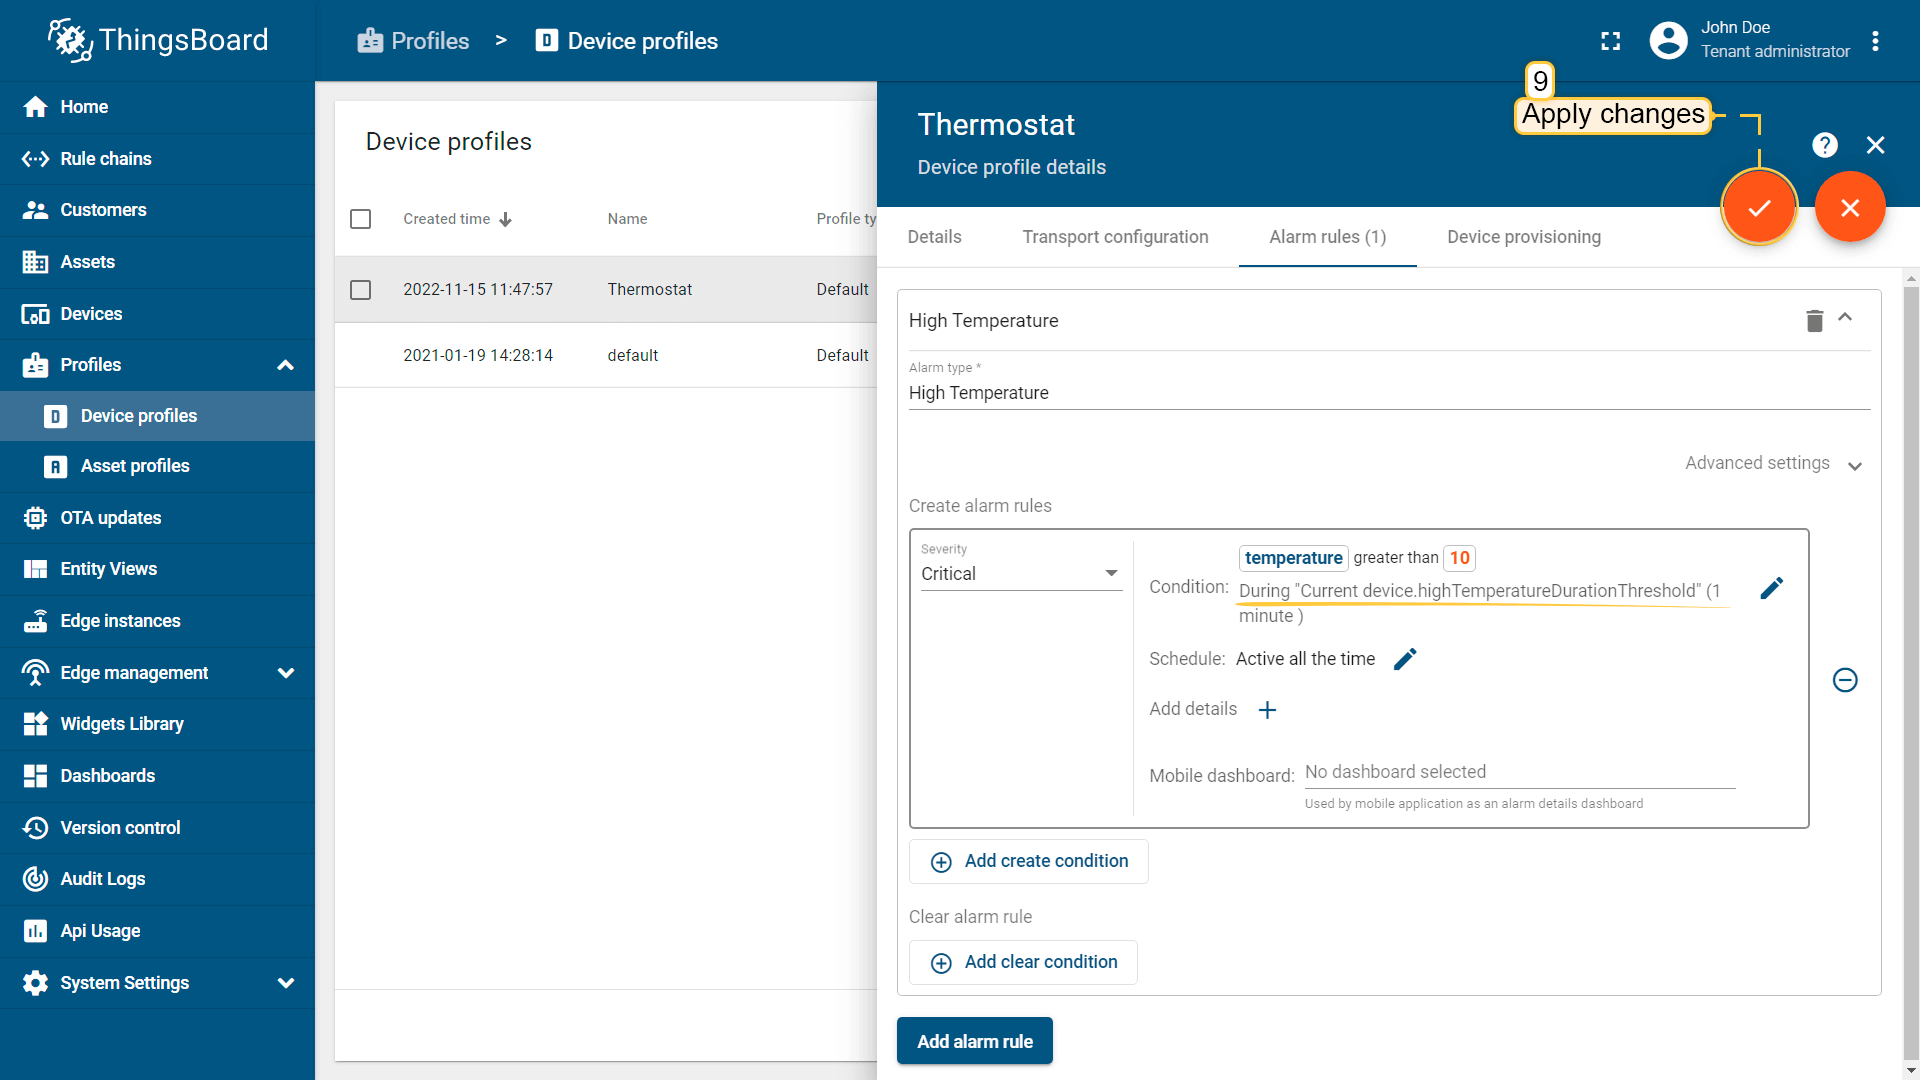 ThingsBoard
Profiles > D Device profiles
John Doe
Tenant administrator
9
Apply changes
Home
Rule chains
Customers
Assets
Devices
Profiles
D Device profiles
A Asset profiles
OTA updates
Entity Views
Edge instances
Edge management
Widgets Library
Dashboards
Version control
Audit Logs
Api Usage
System Settings
Device profiles
Created time Name Profile ty
2022-11-15 11:47:57 Thermostat Default
2021-01-19 14:28:14 default Default
Thermostat
Device profile details
?
Details Transport configuration Alarm rules (1) Device provisioning
High Temperature
Alarm type *
High Temperature
Advanced settings
Create alarm rules
Severity
Critical
Condition: temperature greater than 10
During "Current device.highTemperatureDurationThreshold" (1
minute )
Schedule: Active all the time
Add details
Mobile dashboard: No dashboard selected
Used by mobile application as an alarm details dashboard
Add create condition
Clear alarm rule
Add clear condition
Add alarm rule